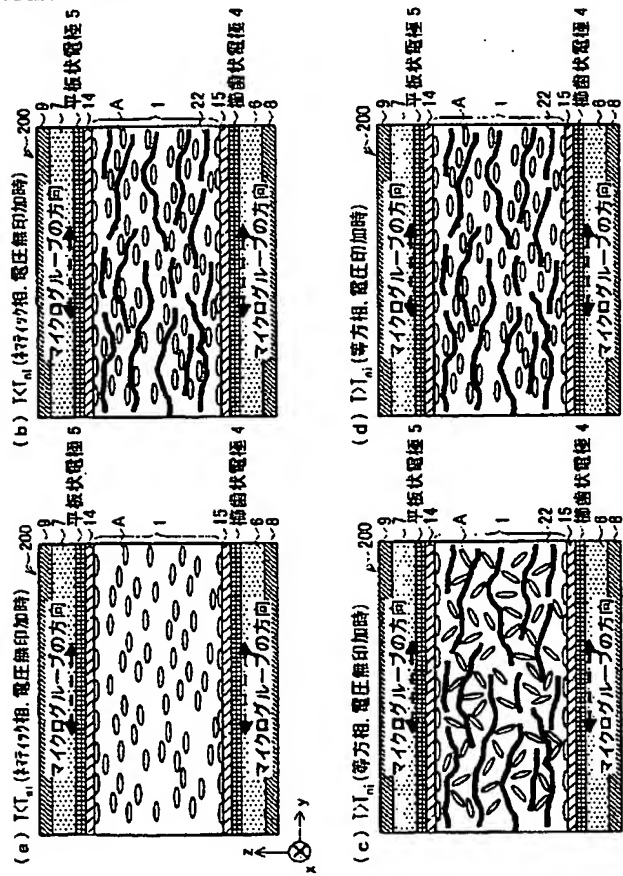 (a) T<Tni (ネマティック相、電圧無印加時)
200
9
マイクログルーブの方向
7
平板状電極 5
14
A
1
15
櫛歯状電極 4
マイクログルーブの方向
6
8
z
y
x
(b) T<Tni (ネマティック相、電圧無印加時)
200
9
マイクログルーブの方向
7
平板状電極 5
14
A
1
22
15
櫛歯状電極 4
マイクログルーブの方向
6
8
(c) T>Tni (等方相、電圧無印加時)
200
9
マイクログルーブの方向
7
平板状電極 5
14
A
1
22
15
櫛歯状電極 4
マイクログルーブの方向
6
8
(d) T>Tni (等方相、電圧印加時)
200
9
マイクログルーブの方向
7
平板状電極 5
14
A
1
22
15
櫛歯状電極 4
マイクログルーブの方向
6
8